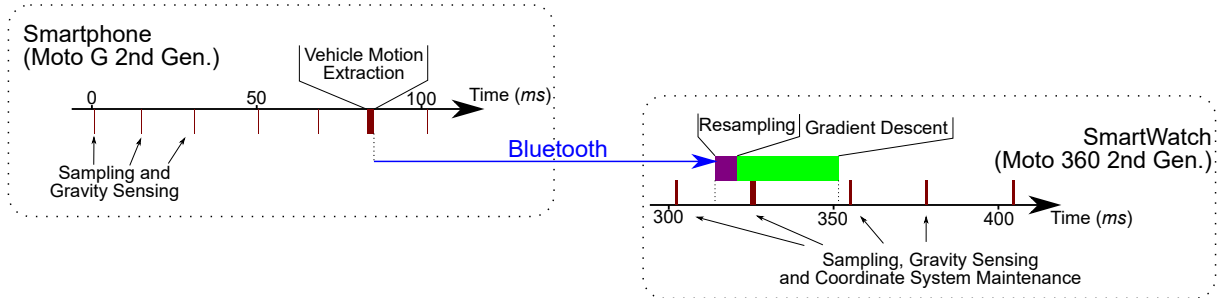 Smartphone
(Moto G 2nd Gen.)
Vehicle Motion
Extraction
0
50
100
Time (ms)
Sampling and
Gravity Sensing
Bluetooth
Resampling
Gradient Descent
SmartWatch
(Moto 360 2nd Gen.)
300
350
400
Time (ms)
Sampling, Gravity Sensing
and Coordinate System Maintenance